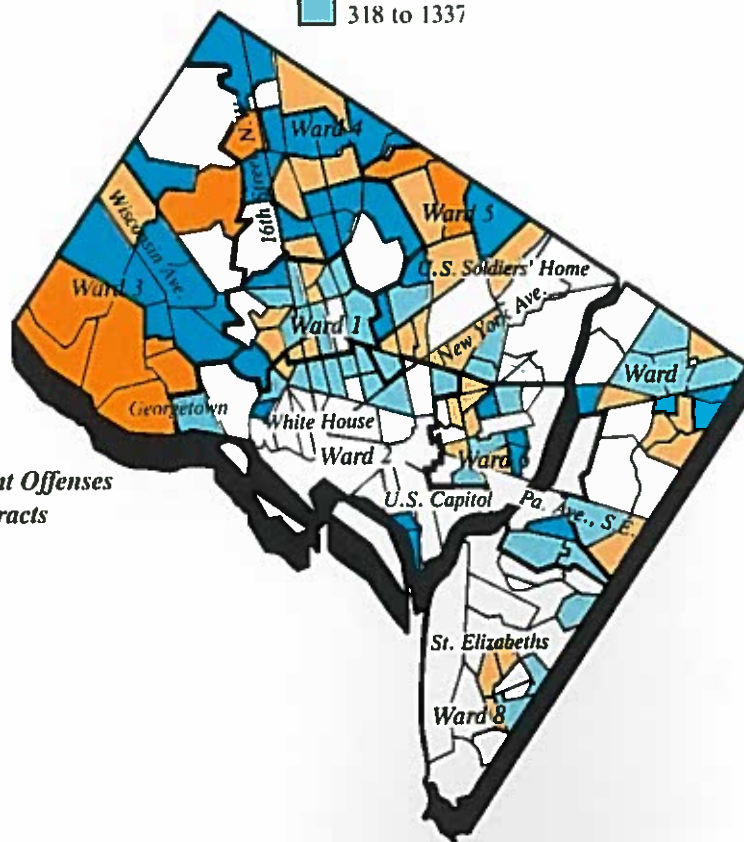 318 to 1337
Ward 4
N.
16th Street
Ward 5
Wisconsin Ave.
U.S. Soldiers' Home
Ward 3
Ward 1
New York Ave.
Ward
Georgetown
White House
Ward 2
Ward 6
nt Offenses
racts
U.S. Capitol
Pa. Ave., S.E.
St. Elizabeths
Ward 8